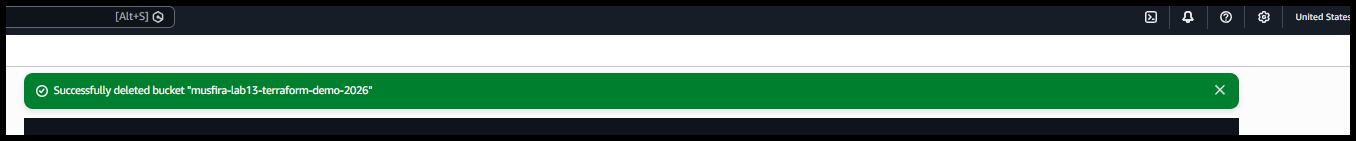 [Alt+S]
United States
Successfully deleted bucket "musfira-lab13-terraform-demo-2026"